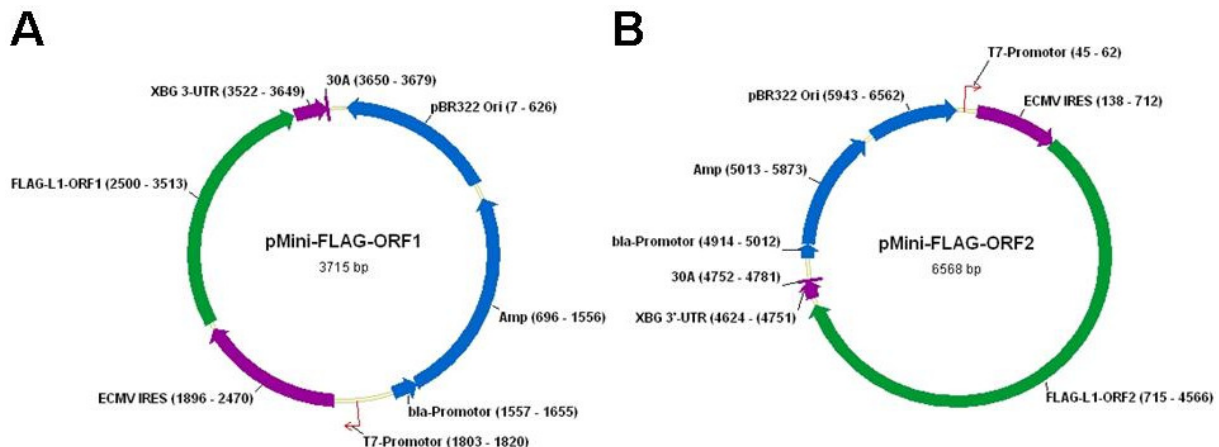 A
XBG 3-UTR (3522 - 3649)
30A (3650 - 3679)
pBR322 Ori (7 - 626)
FLAG-L1-ORF1 (2500 - 3513)
pMini-FLAG-ORF1
3715 bp
Amp (696 - 1556)
ECMV IRES (1896 - 2470)
bla-Promotor (1557 - 1655)
T7-Promotor (1803 - 1820)
B
T7-Promotor (45 - 62)
pBR322 Ori (5943 - 6562)
ECMV IRES (138 - 712)
Amp (5013 - 5873)
bla-Promotor (4914 - 5012)
pMini-FLAG-ORF2
6568 bp
30A (4752 - 4781)
XBG 3'-UTR (4624 - (4751)
FLAG-L1-ORF2 (715 - 4566)